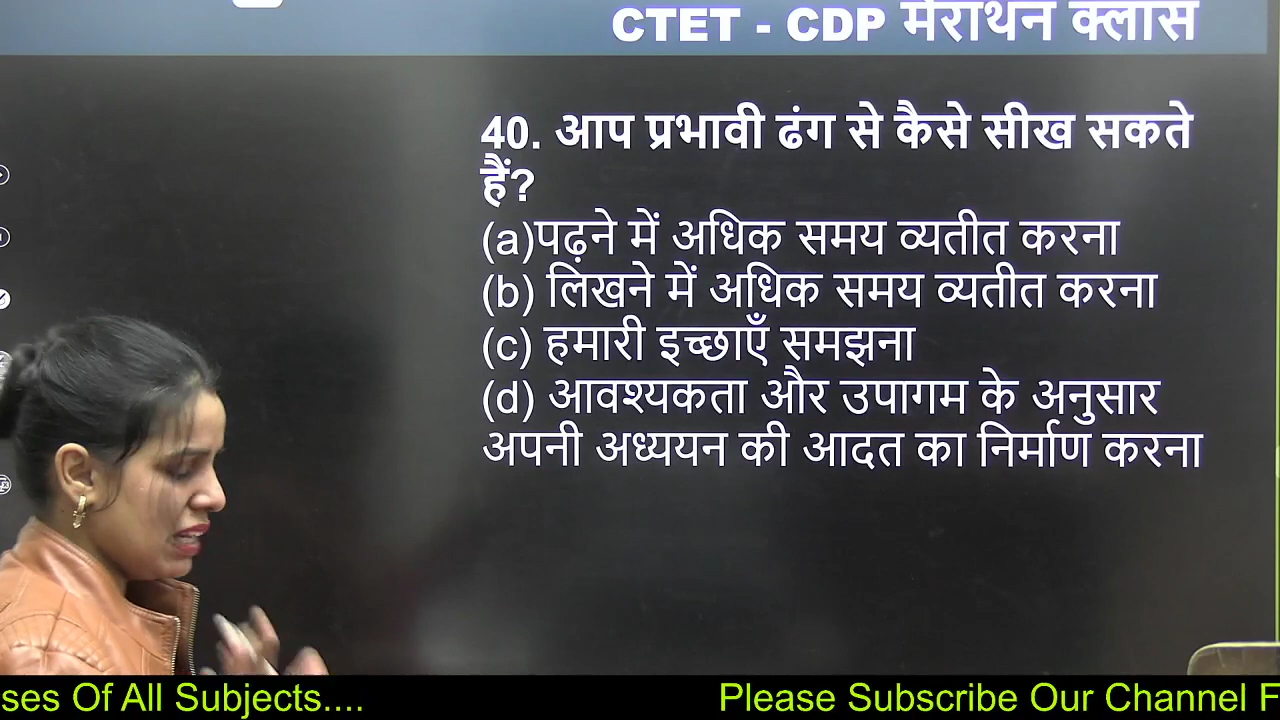 CTET - CDP मैराथन क्लास
40. आप प्रभावी ढंग से कैसे सीख सकते
हैं?
(a)पढ़ने में अधिक समय व्यतीत करना
(b) लिखने में अधिक समय व्यतीत करना
(c) हमारी इच्छाएँ समझना
(d) आवश्यकता और उपागम के अनुसार
अपनी अध्ययन की आदत का निर्माण करना
ses Of All Subjects.... Please Subscribe Our Channel F